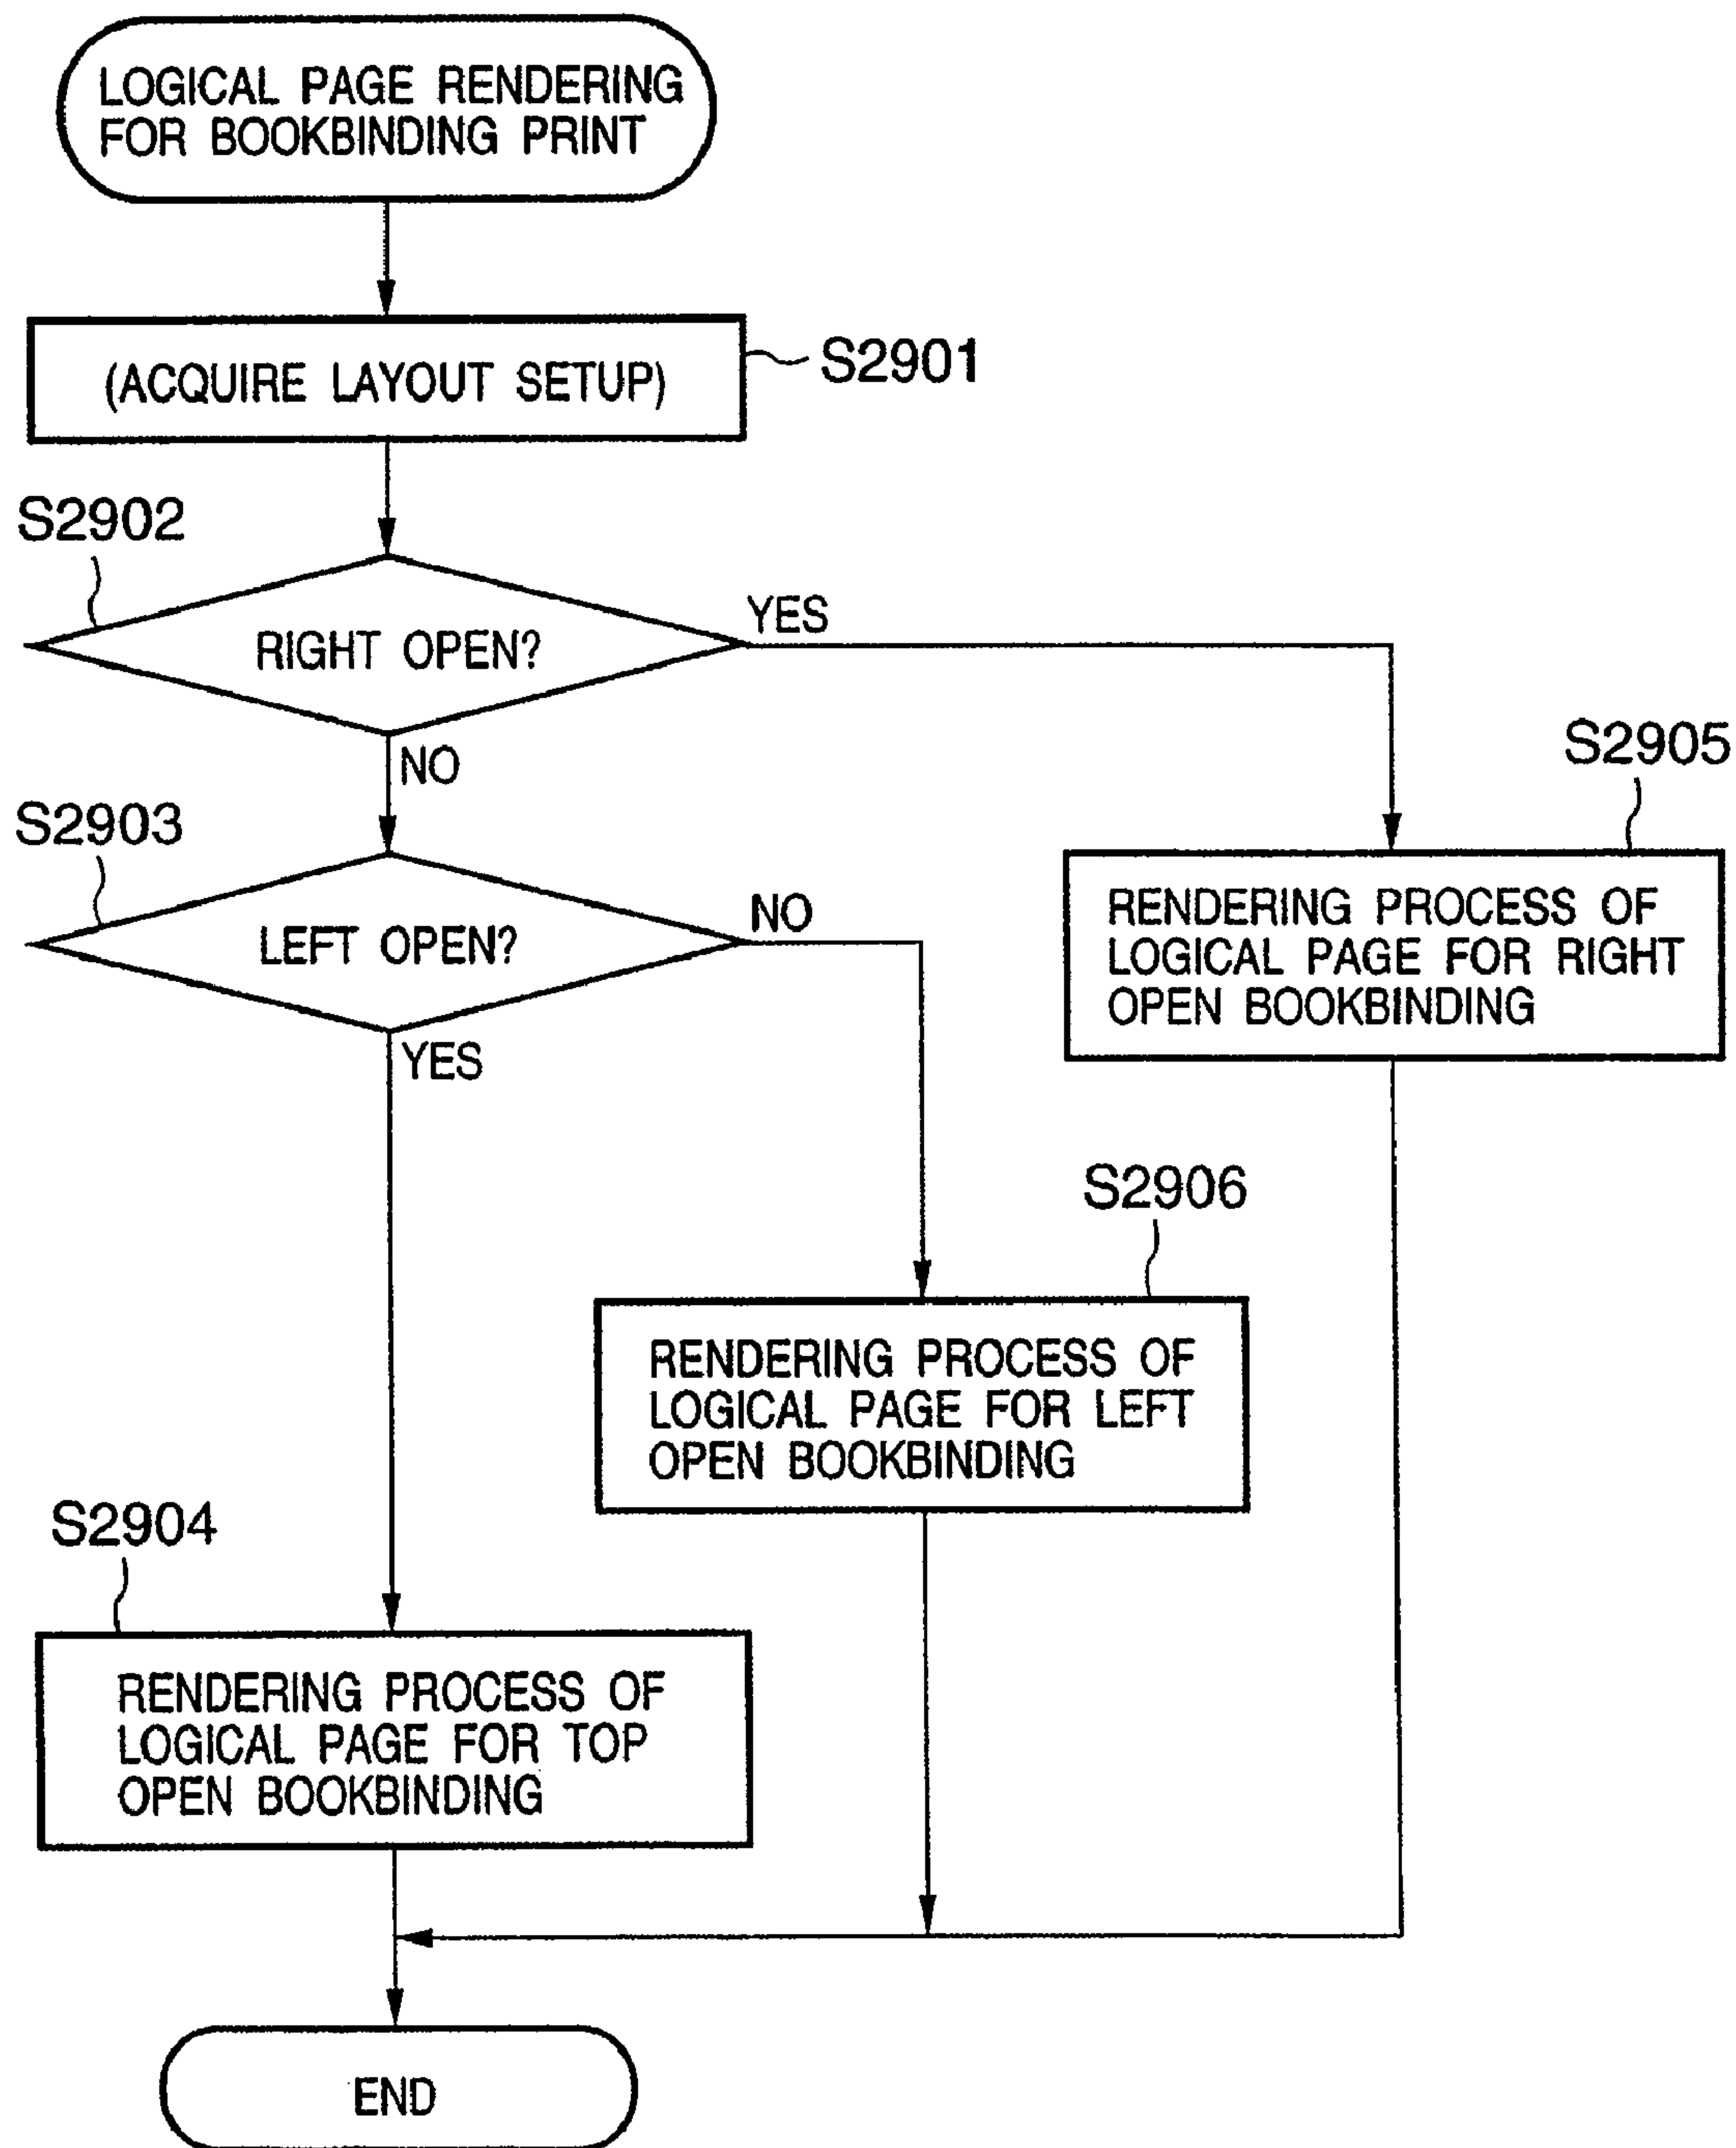 LOGICAL PAGE RENDERING
FOR BOOKBINDING PRINT
(ACQUIRE LAYOUT SETUP)
S2901
S2902
RIGHT OPEN?
YES
NO
S2903
LEFT OPEN?
NO
YES
S2905
RENDERING PROCESS OF
LOGICAL PAGE FOR RIGHT
OPEN BOOKBINDING
S2906
RENDERING PROCESS OF
LOGICAL PAGE FOR LEFT
OPEN BOOKBINDING
S2904
RENDERING PROCESS OF
LOGICAL PAGE FOR TOP
OPEN BOOKBINDING
END